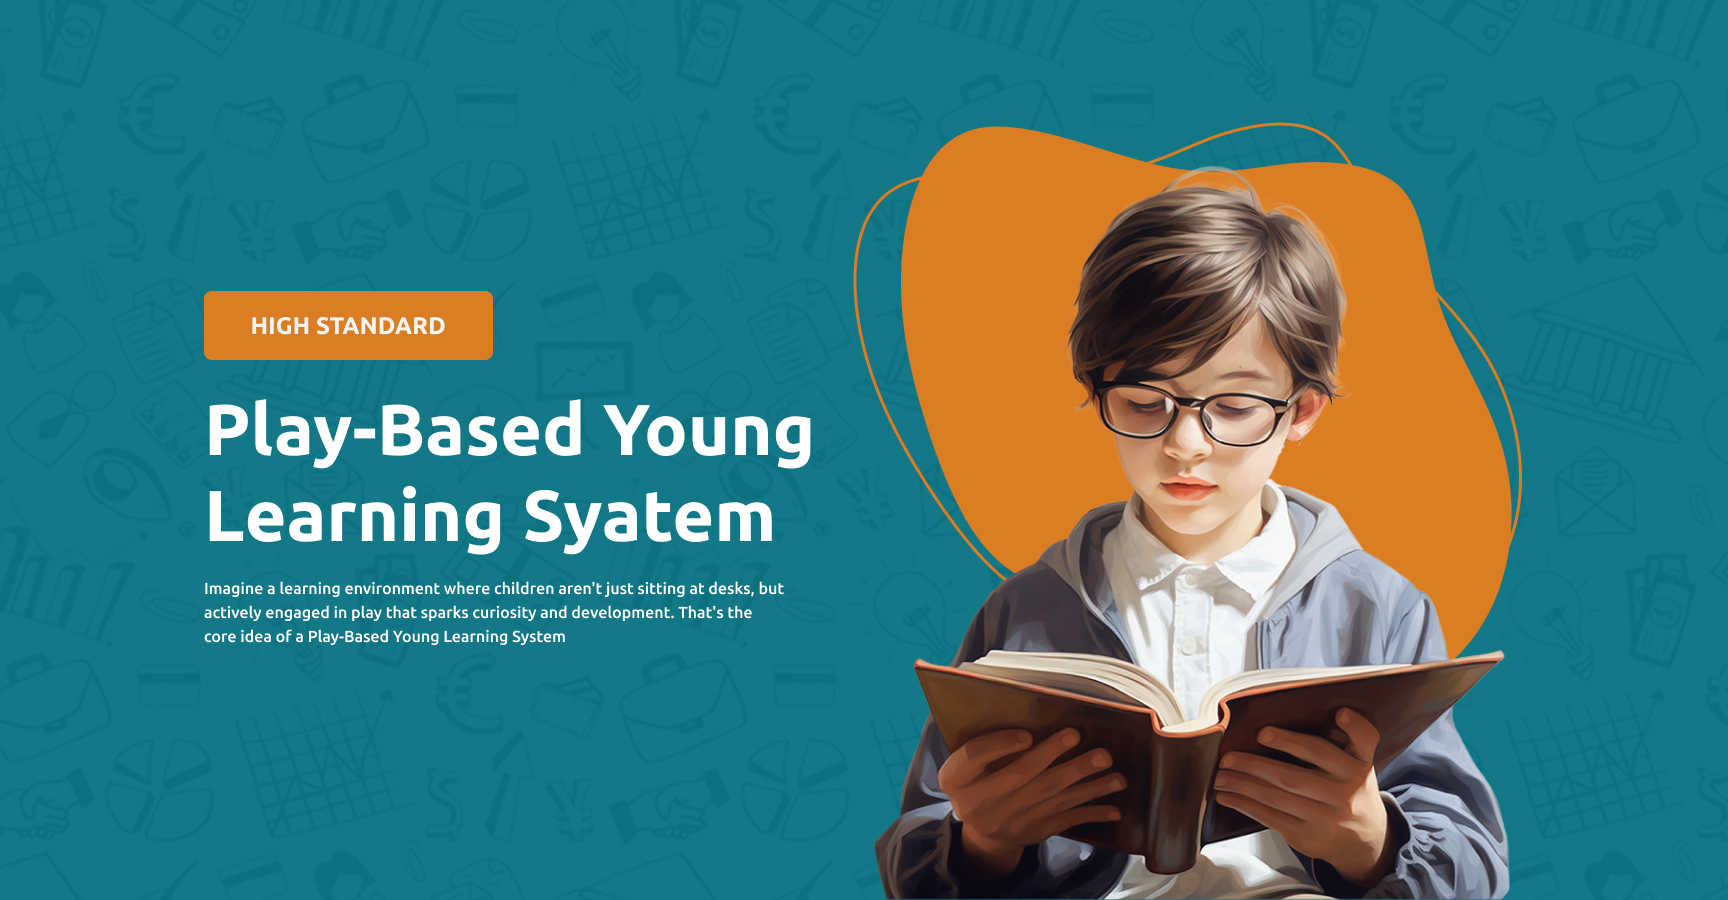 HIGH STANDARD
Play-Based Young
Learning Syatem
Imagine a learning environment where children aren't just sitting at desks, but
actively engaged in play that sparks curiosity and development. That's the
core idea of a Play-Based Young Learning System